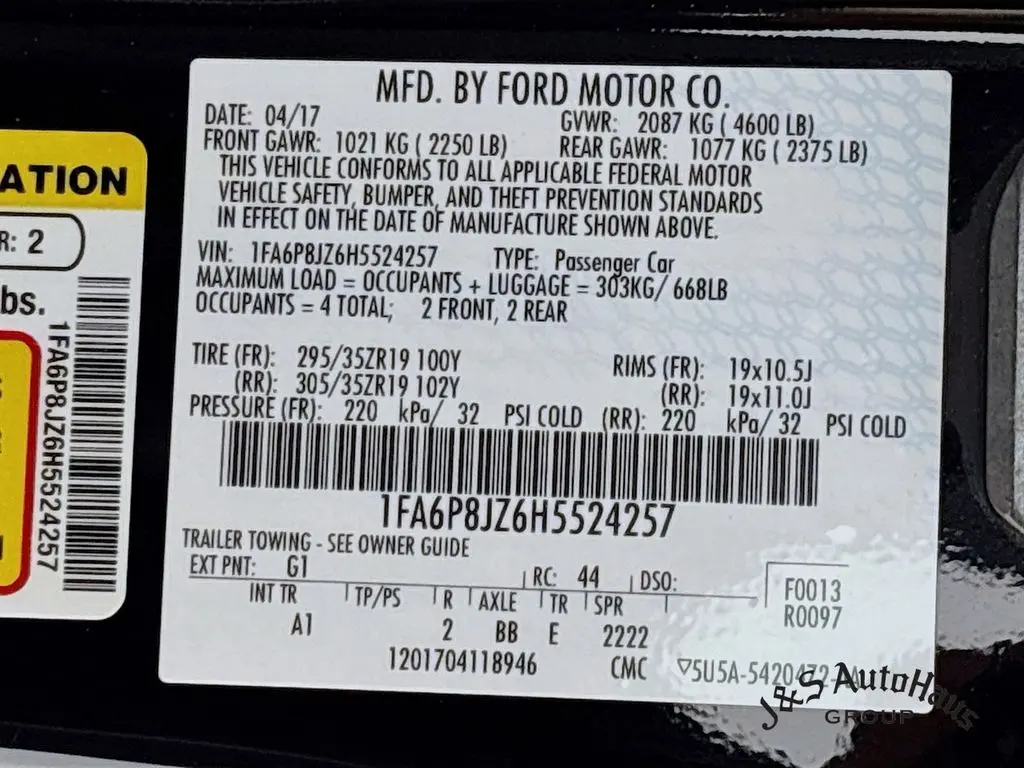 MFD. BY FORD MOTOR CO.
DATE: 04/17 GVWR: 2087 KG ( 4600 LB)
FRONT GAWR: 1021 KG ( 2250 LB) REAR GAWR: 1077 KG ( 2375 LB)
THIS VEHICLE CONFORMS TO ALL APPLICABLE FEDERAL MOTOR
VEHICLE SAFETY, BUMPER, AND THEFT PREVENTION STANDARDS
IN EFFECT ON THE DATE OF MANUFACTURE SHOWN ABOVE.
VIN: 1FA6P8JZ6H5524257 TYPE: Passenger Car
MAXIMUM LOAD = OCCUPANTS + LUGGAGE = 303KG/ 668LB
OCCUPANTS = 4 TOTAL; 2 FRONT, 2 REAR
TIRE (FR): 295/35ZR19 100Y RIMS (FR): 19x10.5J
(RR): 305/35ZR19 102Y (RR): 19x11.0J
PRESSURE (FR): 220 kPa/ 32 PSI COLD (RR): 220 kPa/ 32 PSI COLD
1FA6P8JZ6H5524257
TRAILER TOWING - SEE OWNER GUIDE
EXT PNT: G1 RC: 44 DSO: F0013
INT TR TP/PS R AXLE TR SPR R0097
A1 2 BB E 2222
1201704118946 CMC ▽5U5A-5420472
ATION
R: 2
bs.
1FA6P8JZ6H5524257
J&S AutoHaus
GROUP